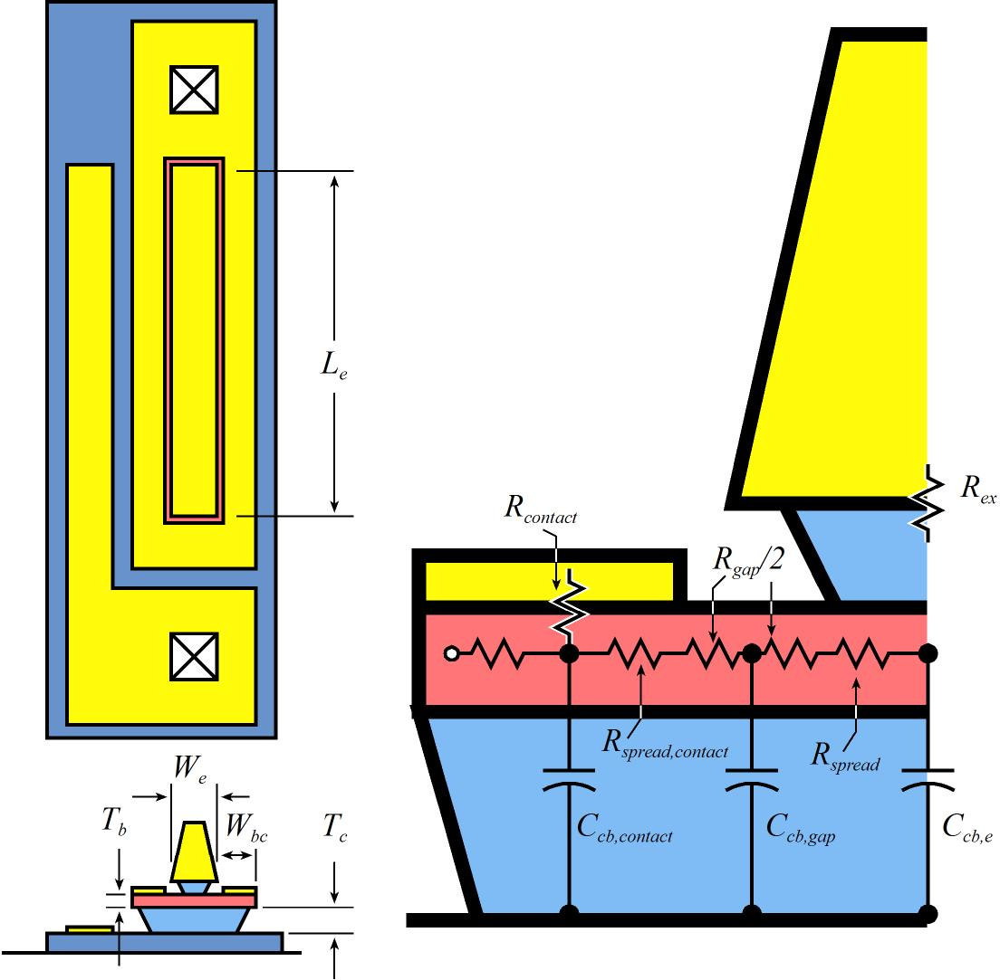 L_e
W_e
T_b
W_bc
T_c
R_ex
R_contact
R_gap/2
R_spread,contact
R_spread
C_cb,contact
C_cb,gap
C_cb,e